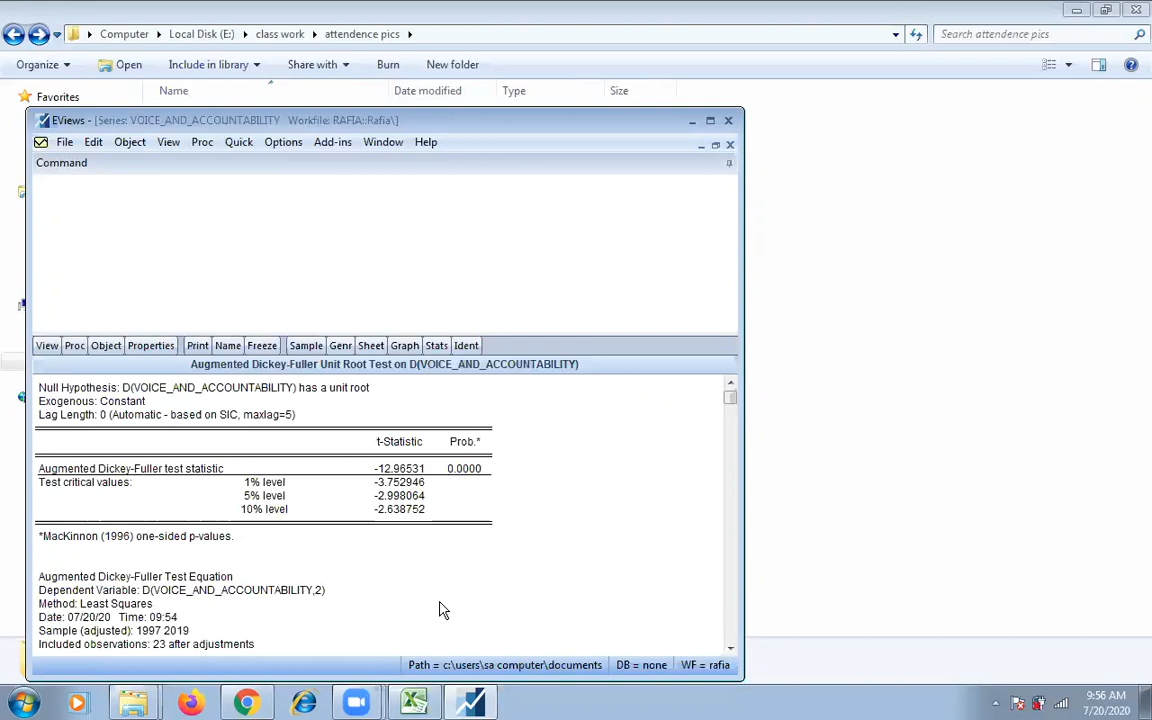 Computer Local Disk (E:) class work attendence pics
Search attendence pics
Organize Open Include in library Share with Burn New folder
Favorites Name Date modified Type Size
EViews - [Series: VOICE_AND_ACCOUNTABILITY Workfile: RAFIA::Rafia\]
File Edit Object View Proc Quick Options Add-ins Window Help
Command
View Proc Object Properties Print Name Freeze Sample Genr Sheet Graph Stats Ident
Augmented Dickey-Fuller Unit Root Test on D(VOICE_AND_ACCOUNTABILITY)
Null Hypothesis: D(VOICE_AND_ACCOUNTABILITY) has a unit root
Exogenous: Constant
Lag Length: 0 (Automatic - based on SIC, maxlag=5)
t-Statistic Prob.*
Augmented Dickey-Fuller test statistic -12.96531 0.0000
Test critical values: 1% level -3.752946
5% level -2.998064
10% level -2.638752
*MacKinnon (1996) one-sided p-values.
Augmented Dickey-Fuller Test Equation
Dependent Variable: D(VOICE_AND_ACCOUNTABILITY,2)
Method: Least Squares
Date: 07/20/20 Time: 09:54
Sample (adjusted): 1997 2019
Included observations: 23 after adjustments
Path = c:\users\sa computer\documents DB = none WF = rafia
9:56 AM
7/20/2020